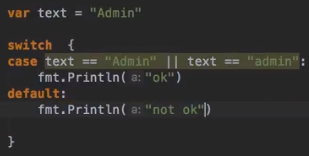 var text = "Admin"
switch {
case text == "Admin" || text == "admin":
fmt.Println( a: "ok")
default:
fmt.Println( a: "not ok")
}